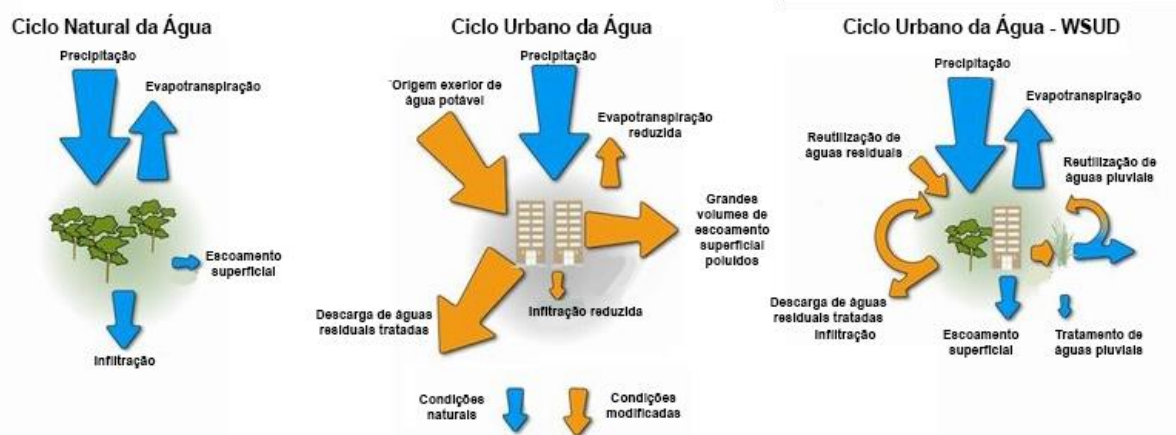 Ciclo Natural da Água
Precipitação
Evapotranspiração
Escoamento
superficial
Infiltração
Ciclo Urbano da Água
Origem exerior de
água potável
Precipitação
Evapotranspiração
reduzida
Grandes
volumes de
escoamento
superficial
poluídos
Descarga de águas
residuais tratadas
Infiltração reduzida
Condições
naturais
Condições
modificadas
Ciclo Urbano da Água - WSUD
Precipitação
Evapotranspiração
Reutilização de
águas residuais
Reutilização de
águas pluviais
Descarga de águas
residuais tratadas
Infiltração
Escoamento
superficial
Tratamento de
águas pluviais